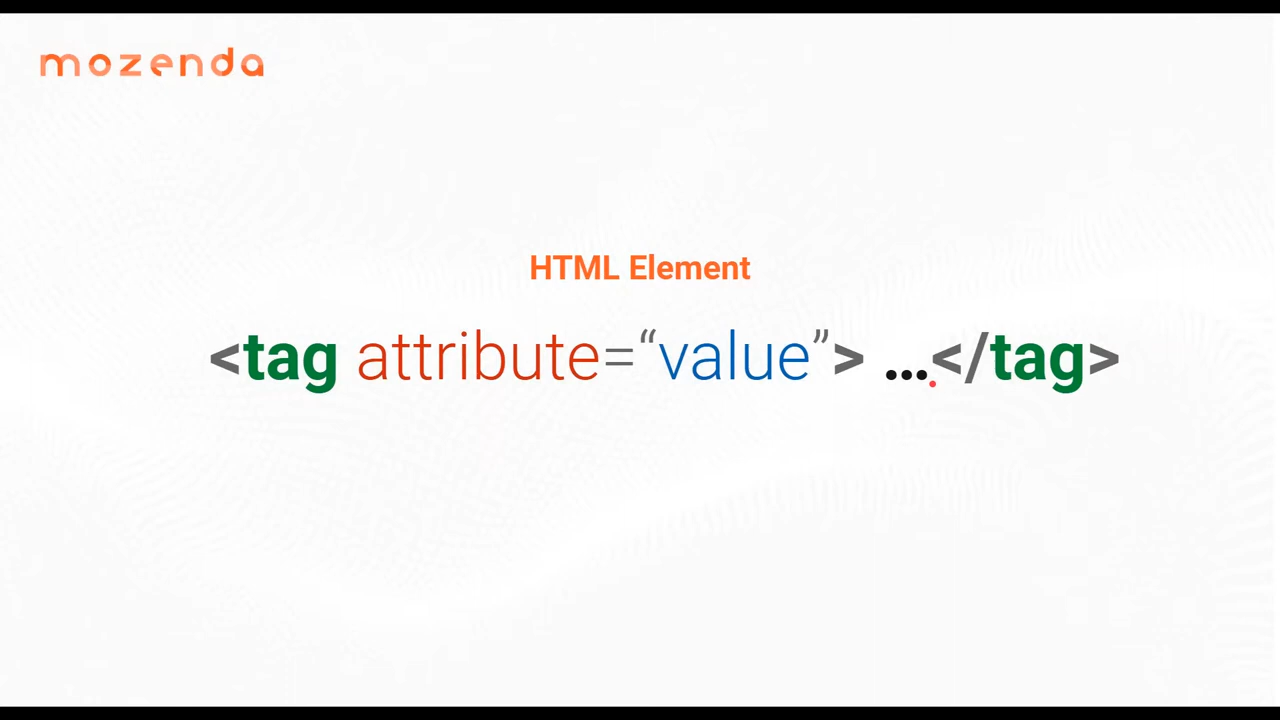 mozenda
HTML Element
<tag attribute=“value”> ...</tag>